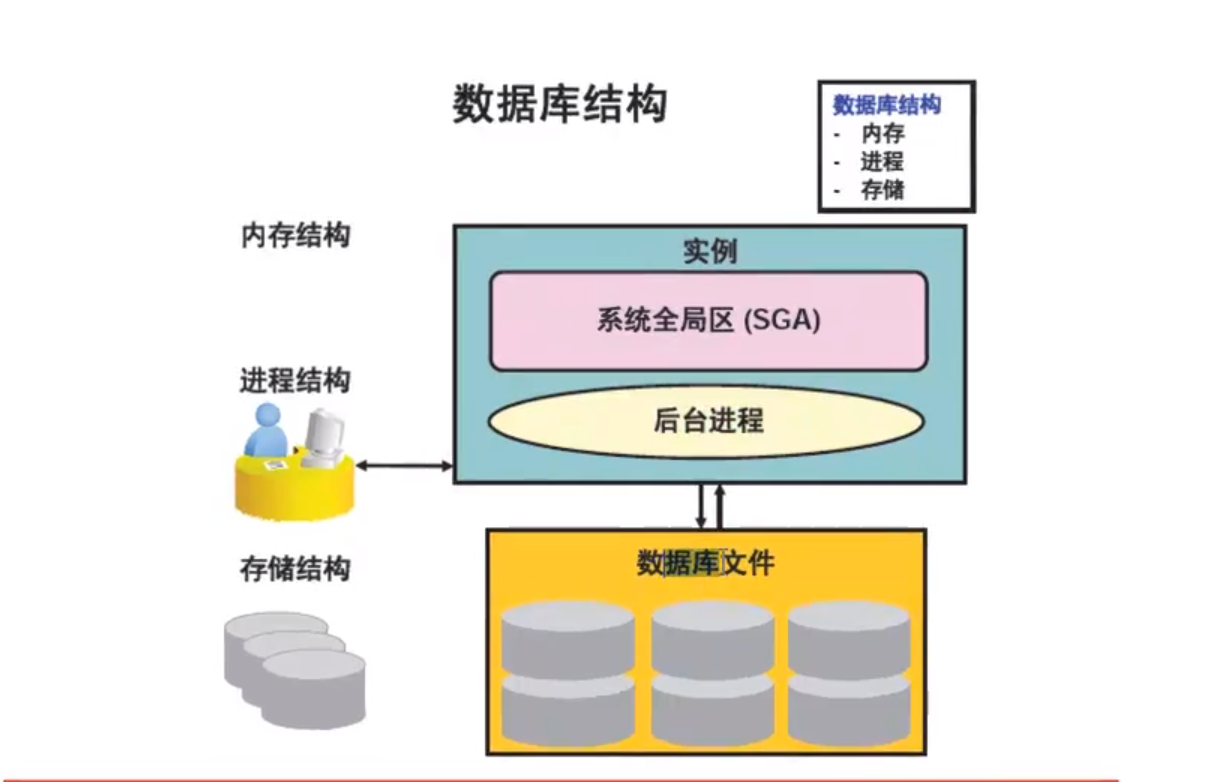 数据库结构
数据库结构
- 内存
- 进程
- 存储
内存结构
实例
系统全局区 (SGA)
进程结构
后台进程
数据库文件
存储结构